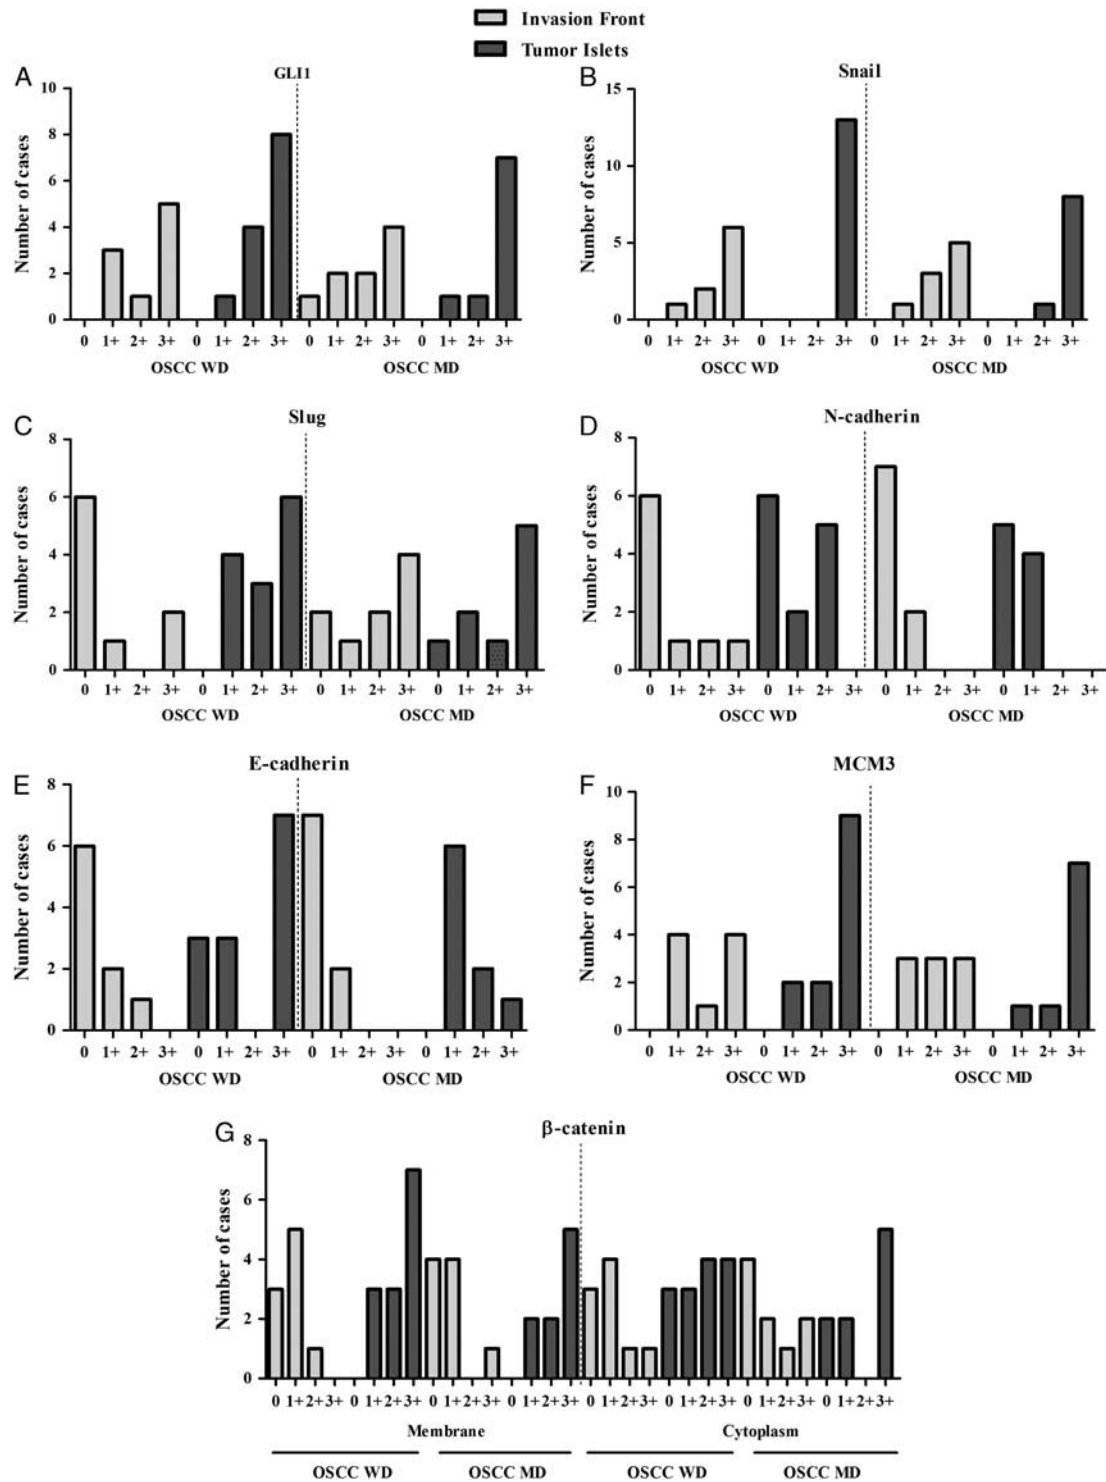 Invasion Front
Tumor Islets
A
GLI1
Number of cases
10
8
6
4
2
0
0 1+ 2+ 3+ 0 1+ 2+ 3+ 0 1+ 2+ 3+ 0 1+ 2+ 3+
OSCC WD OSCC MD
B
Snail
Number of cases
15
10
5
0
0 1+ 2+ 3+ 0 1+ 2+ 3+ 0 1+ 2+ 3+ 0 1+ 2+ 3+
OSCC WD OSCC MD
C
Slug
Number of cases
8
6
4
2
0
0 1+ 2+ 3+ 0 1+ 2+ 3+ 0 1+ 2+ 3+ 0 1+ 2+ 3+
OSCC WD OSCC MD
D
N-cadherin
Number of cases
8
6
4
2
0
0 1+ 2+ 3+ 0 1+ 2+ 3+ 0 1+ 2+ 3+ 0 1+ 2+ 3+
OSCC WD OSCC MD
E
E-cadherin
Number of cases
8
6
4
2
0
0 1+ 2+ 3+ 0 1+ 2+ 3+ 0 1+ 2+ 3+ 0 1+ 2+ 3+
OSCC WD OSCC MD
F
MCM3
Number of cases
10
8
6
4
2
0
0 1+ 2+ 3+ 0 1+ 2+ 3+ 0 1+ 2+ 3+ 0 1+ 2+ 3+
OSCC WD OSCC MD
G
β-catenin
Number of cases
8
6
4
2
0
0 1+2+3+ 0 1+2+3+ 0 1+2+3+ 0 1+2+3+ 0 1+2+3+ 0 1+2+3+ 0 1+2+3+ 0 1+2+3+
Membrane Cytoplasm
OSCC WD OSCC MD OSCC WD OSCC MD